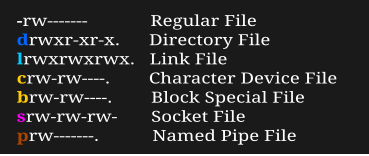 -rw------- Regular File
drwxr-xr-x. Directory File
lrwxrwxrwx. Link File
crw-rw----. Character Device File
brw-rw----. Block Special File
srw-rw-rw- Socket File
prw-------. Named Pipe File